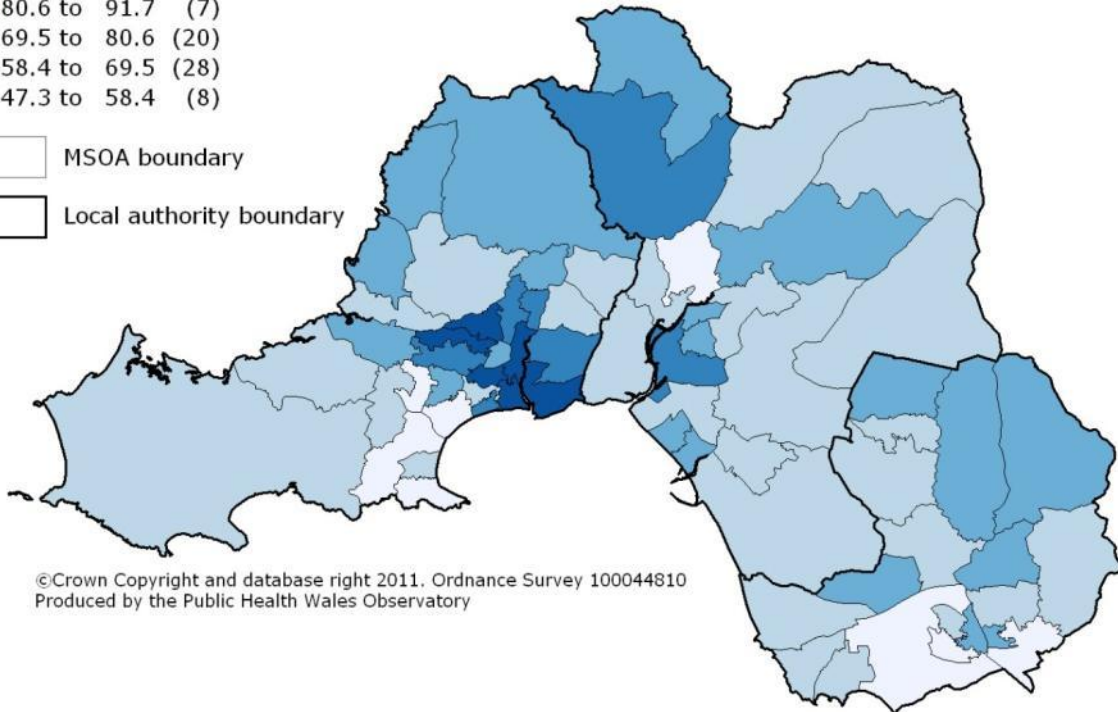 80.6 to 91.7 (7)
69.5 to 80.6 (20)
58.4 to 69.5 (28)
47.3 to 58.4 (8)
MSOA boundary
Local authority boundary
©Crown Copyright and database right 2011. Ordnance Survey 100044810
Produced by the Public Health Wales Observatory